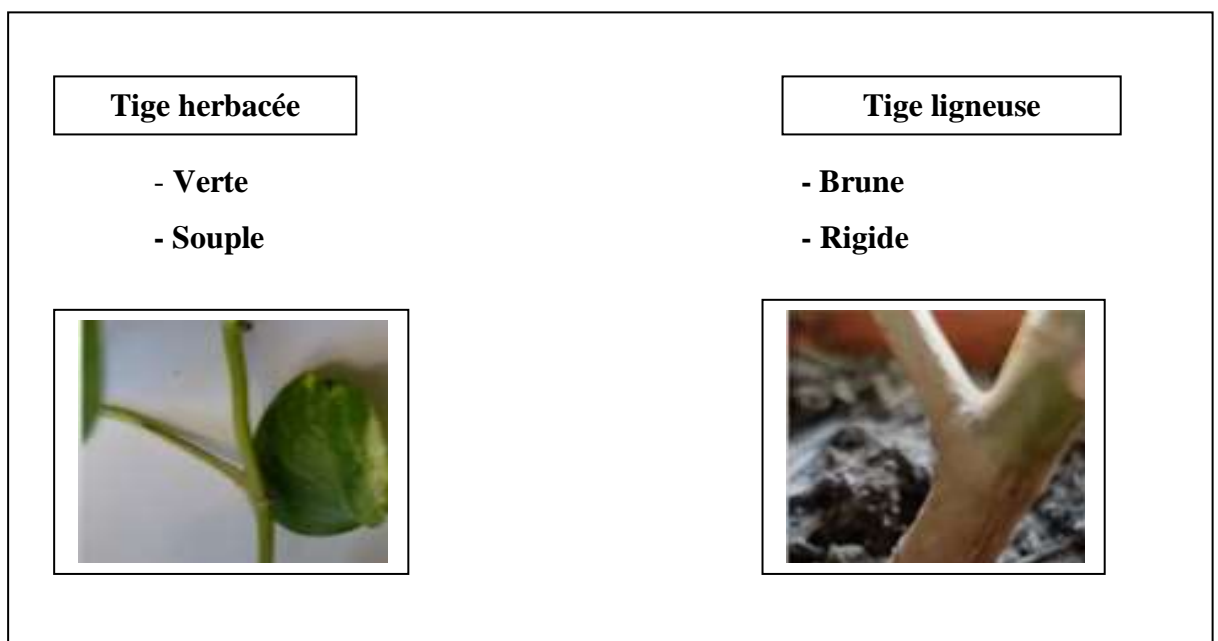 Tige herbacée
- Verte
- Souple
Tige ligneuse
- Brune
- Rigide